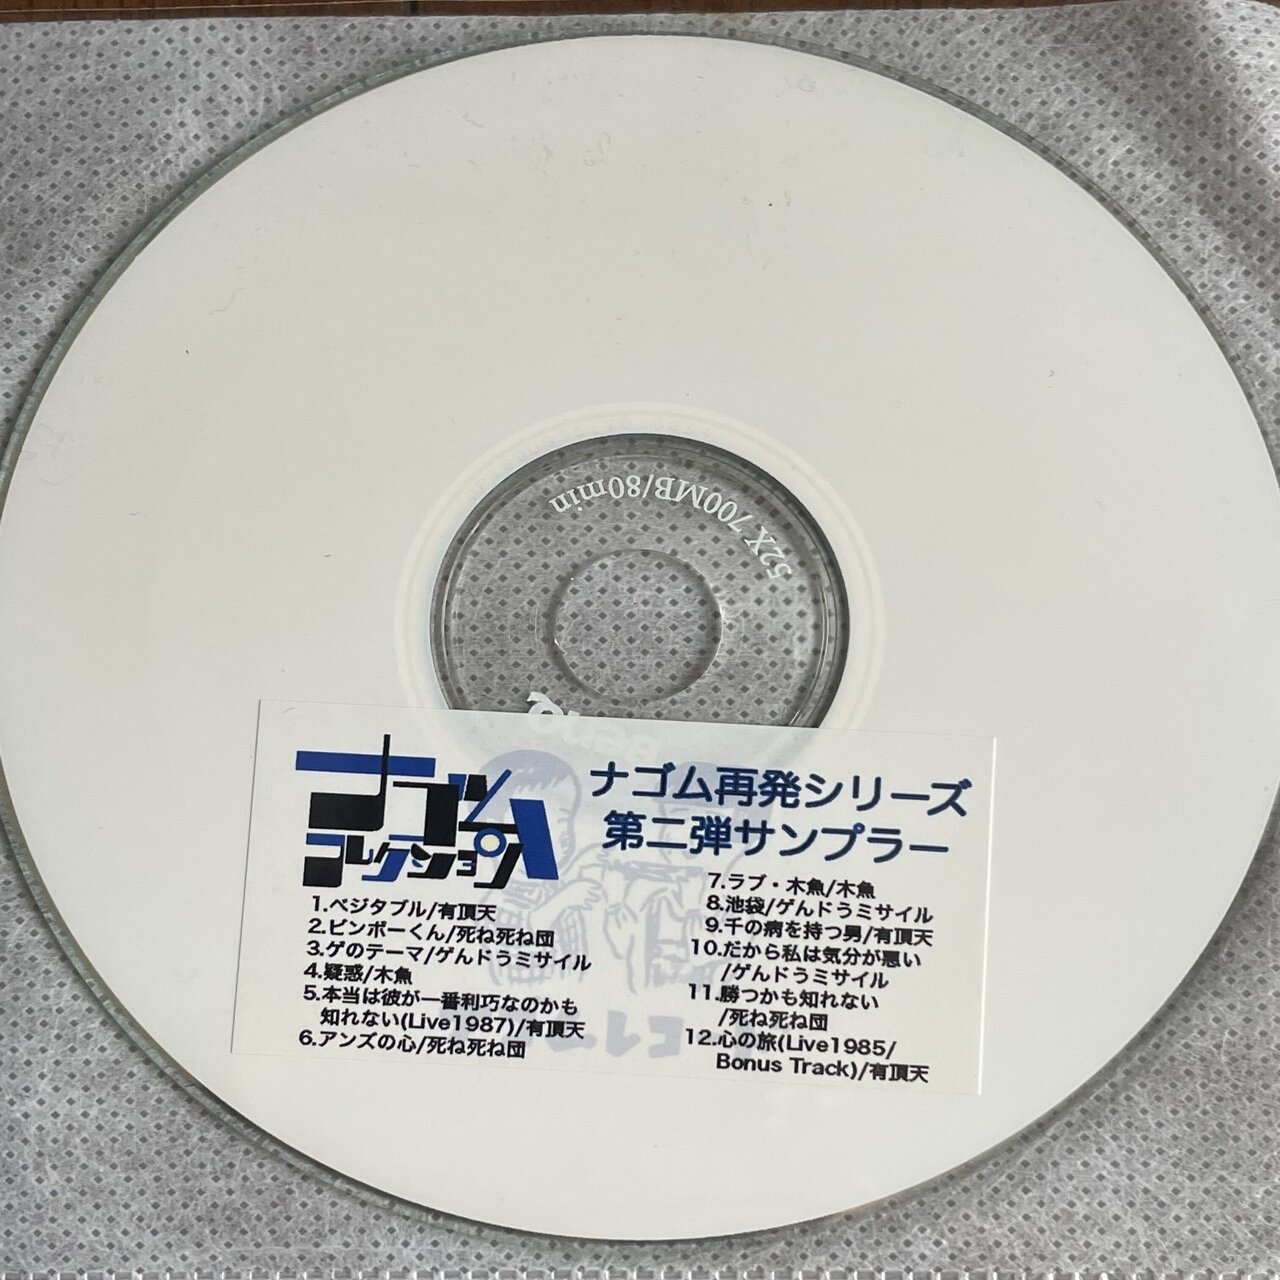 52X 700MB/80min
BenQ
ナゴム
コレクション
ナゴム再発シリーズ
第二弾サンプラー
1.ベジタブル/有頂天
2.ビンボーくん/死ね死ね団
3.ゲのテーマ/げんドうミサイル
4.疑惑/木魚
5.本当は彼が一番利巧なのかも
知れない(Live1987)/有頂天
6.アンズの心/死ね死ね団
7.ラブ・木魚/木魚
8.池袋/げんドうミサイル
9.千の病を持つ男/有頂天
10.だから私は気分が悪い
/げんドうミサイル
11.勝つかも知れない
/死ね死ね団
12.心の旅(Live1985/
Bonus Track)/有頂天